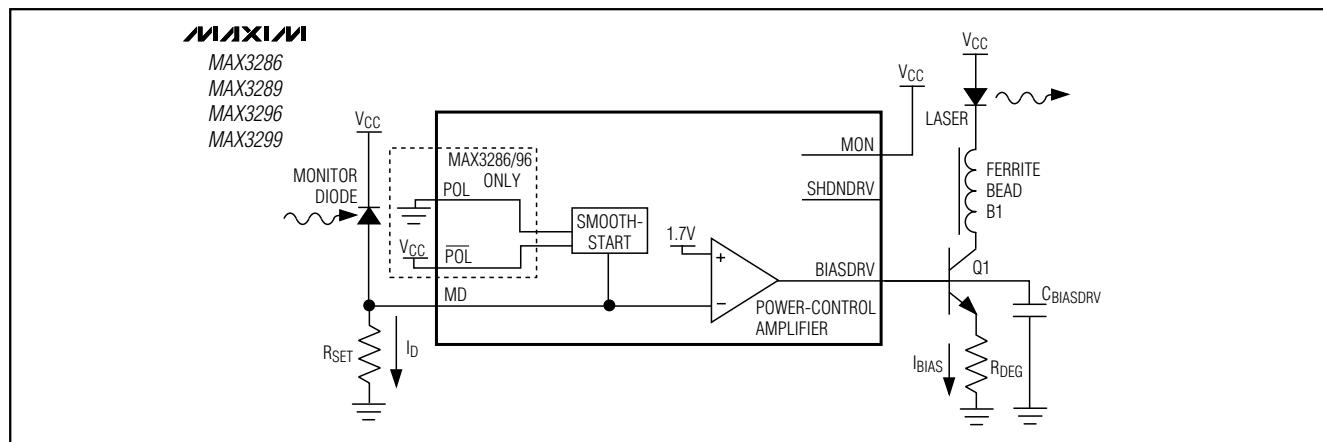 MAXIM
MAX3286
MAX3289
MAX3296
MAX3299
VCC
MONITOR
DIODE
RSET
ID
MAX3286/96
ONLY
POL
VCC
P̅O̅L̅
MD
SMOOTH-
START
1.7V
+
−
POWER-CONTROL
AMPLIFIER
MON
SHDNDRV
BIASDRV
VCC
VCC
LASER
FERRITE
BEAD
B1
Q1
CBIASDRV
IBIAS
RDEG